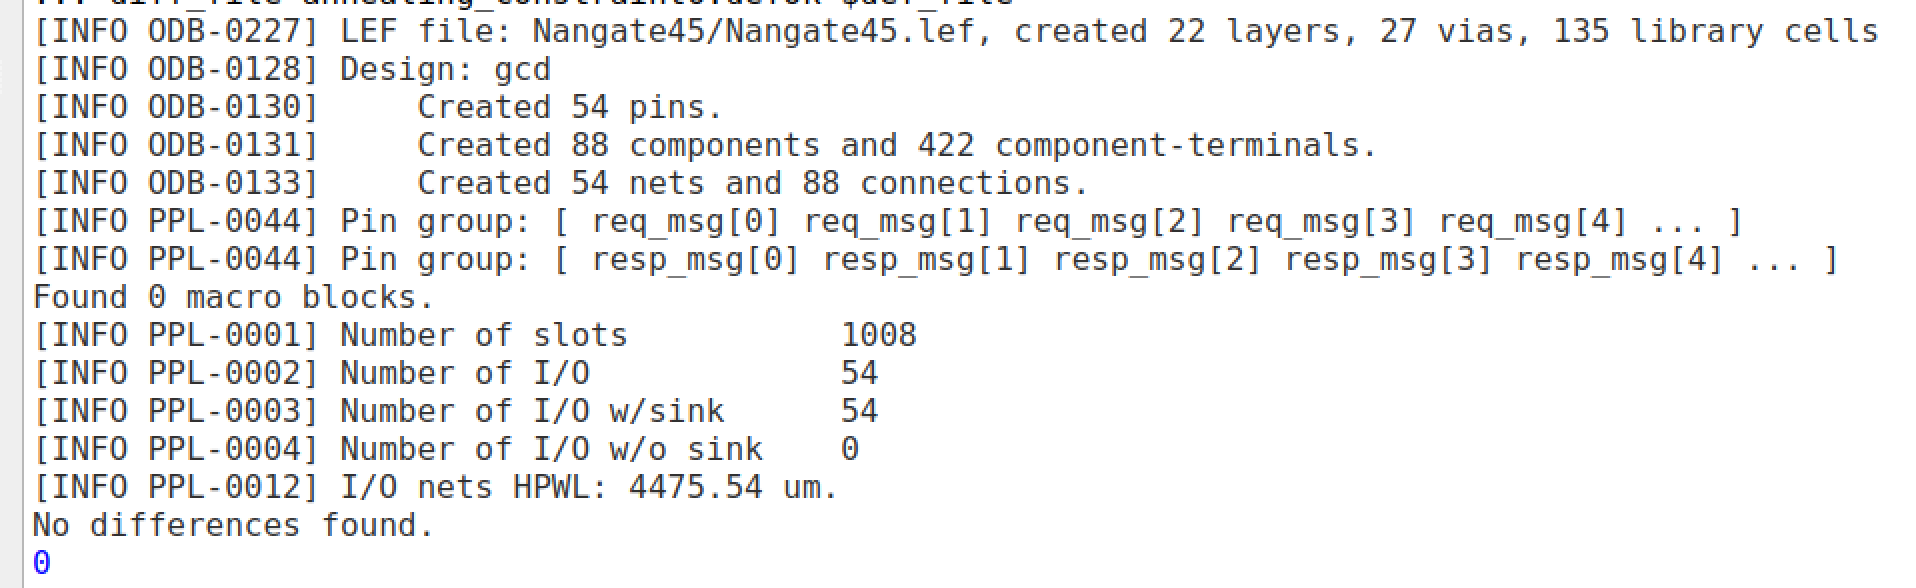 ... diff_file annealing_constraint6.defok $def_file
[INFO ODB-0227] LEF file: Nangate45/Nangate45.lef, created 22 layers, 27 vias, 135 library cells
[INFO ODB-0128] Design: gcd
[INFO ODB-0130]     Created 54 pins.
[INFO ODB-0131]     Created 88 components and 422 component-terminals.
[INFO ODB-0133]     Created 54 nets and 88 connections.
[INFO PPL-0044] Pin group: [ req_msg[0] req_msg[1] req_msg[2] req_msg[3] req_msg[4] ... ]
[INFO PPL-0044] Pin group: [ resp_msg[0] resp_msg[1] resp_msg[2] resp_msg[3] resp_msg[4] ... ]
Found 0 macro blocks.
[INFO PPL-0001] Number of slots           1008
[INFO PPL-0002] Number of I/O             54
[INFO PPL-0003] Number of I/O w/sink      54
[INFO PPL-0004] Number of I/O w/o sink    0
[INFO PPL-0012] I/O nets HPWL: 4475.54 um.
No differences found.
0